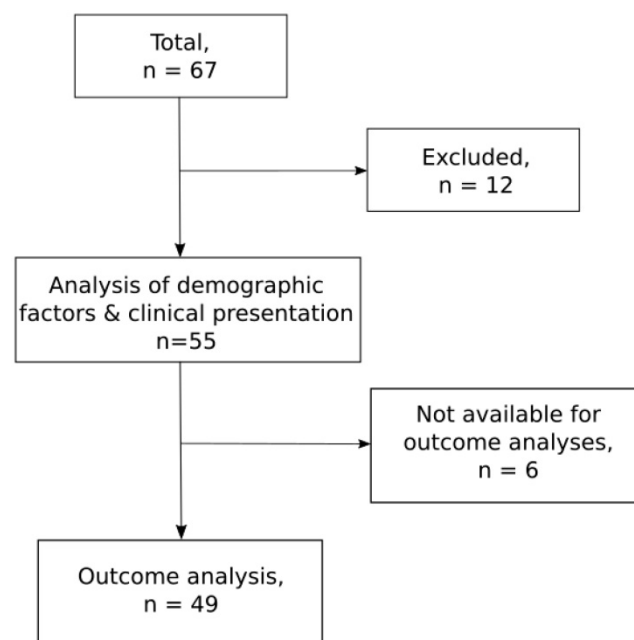 Total,
n = 67
Excluded,
n = 12
Analysis of demographic
factors & clinical presentation
n=55
Not available for
outcome analyses,
n = 6
Outcome analysis,
n = 49